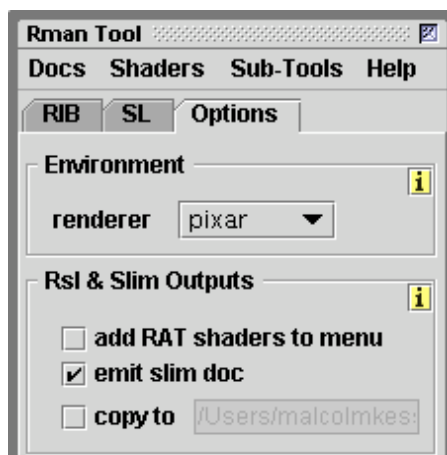 Rman Tool
Docs Shaders Sub-Tools Help
RIB SL Options
Environment
i
renderer pixar
Rsl & Slim Outputs
i
add RAT shaders to menu
emit slim doc
copy to /Users/malcolmkes